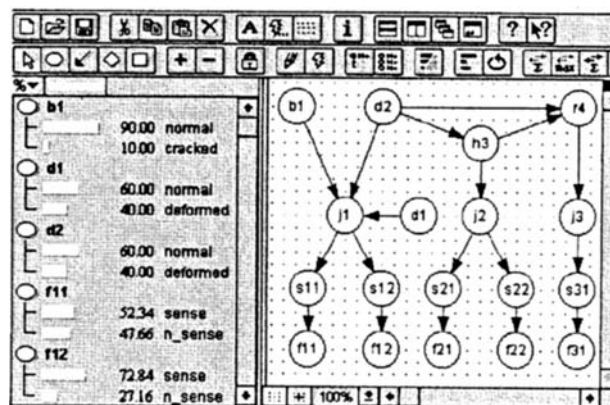 A
i
?
?
%
b1
90.00 normal
10.00 cracked
d1
60.00 normal
40.00 deformed
d2
60.00 normal
40.00 deformed
f11
52.34 sense
47.66 n_sense
f12
72.84 sense
27.16 n_sense
b1 d2 r4
h3
j1 d1 j2 j3
s11 s12 s21 s22 s31
f11 f12 f21 f22 f31
100%